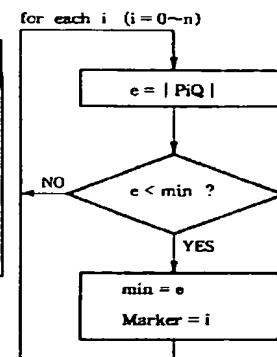 for each i (i = 0~n)
e = | PiQ |
e < min ?
NO
YES
min = e
Marker = i